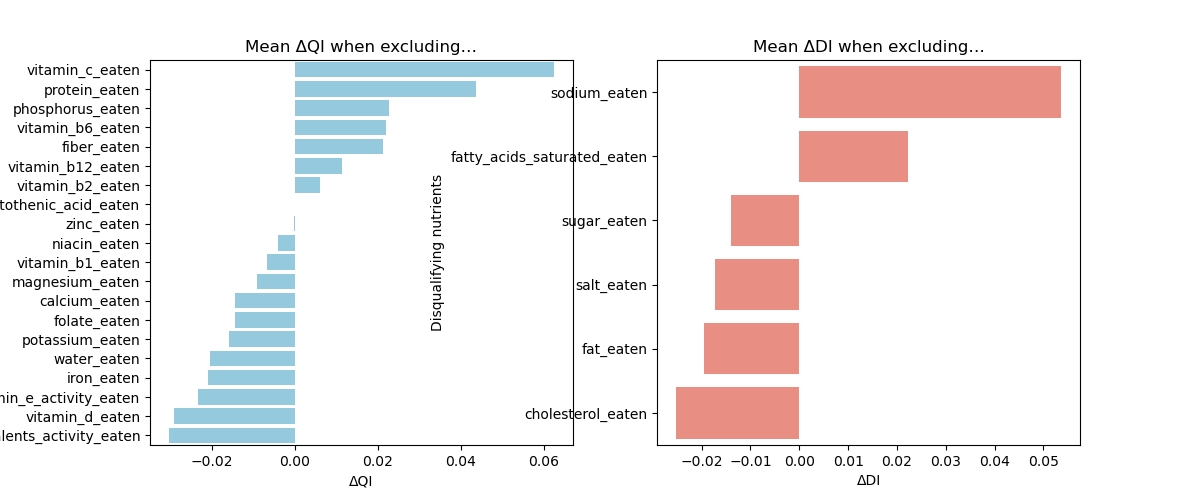 Mean ΔQI when excluding...
vitamin_c_eaten
protein_eaten
phosphorus_eaten
vitamin_b6_eaten
fiber_eaten
vitamin_b12_eaten
vitamin_b2_eaten
tothenic_acid_eaten
zinc_eaten
niacin_eaten
vitamin_b1_eaten
magnesium_eaten
calcium_eaten
folate_eaten
potassium_eaten
water_eaten
iron_eaten
min_e_activity_eaten
vitamin_d_eaten
lents_activity_eaten
−0.02 0.00 0.02 0.04 0.06
ΔQI
Mean ΔDI when excluding...
Disqualifying nutrients
sodium_eaten
fatty_acids_saturated_eaten
sugar_eaten
salt_eaten
fat_eaten
cholesterol_eaten
−0.02 −0.01 0.00 0.01 0.02 0.03 0.04 0.05
ΔDI